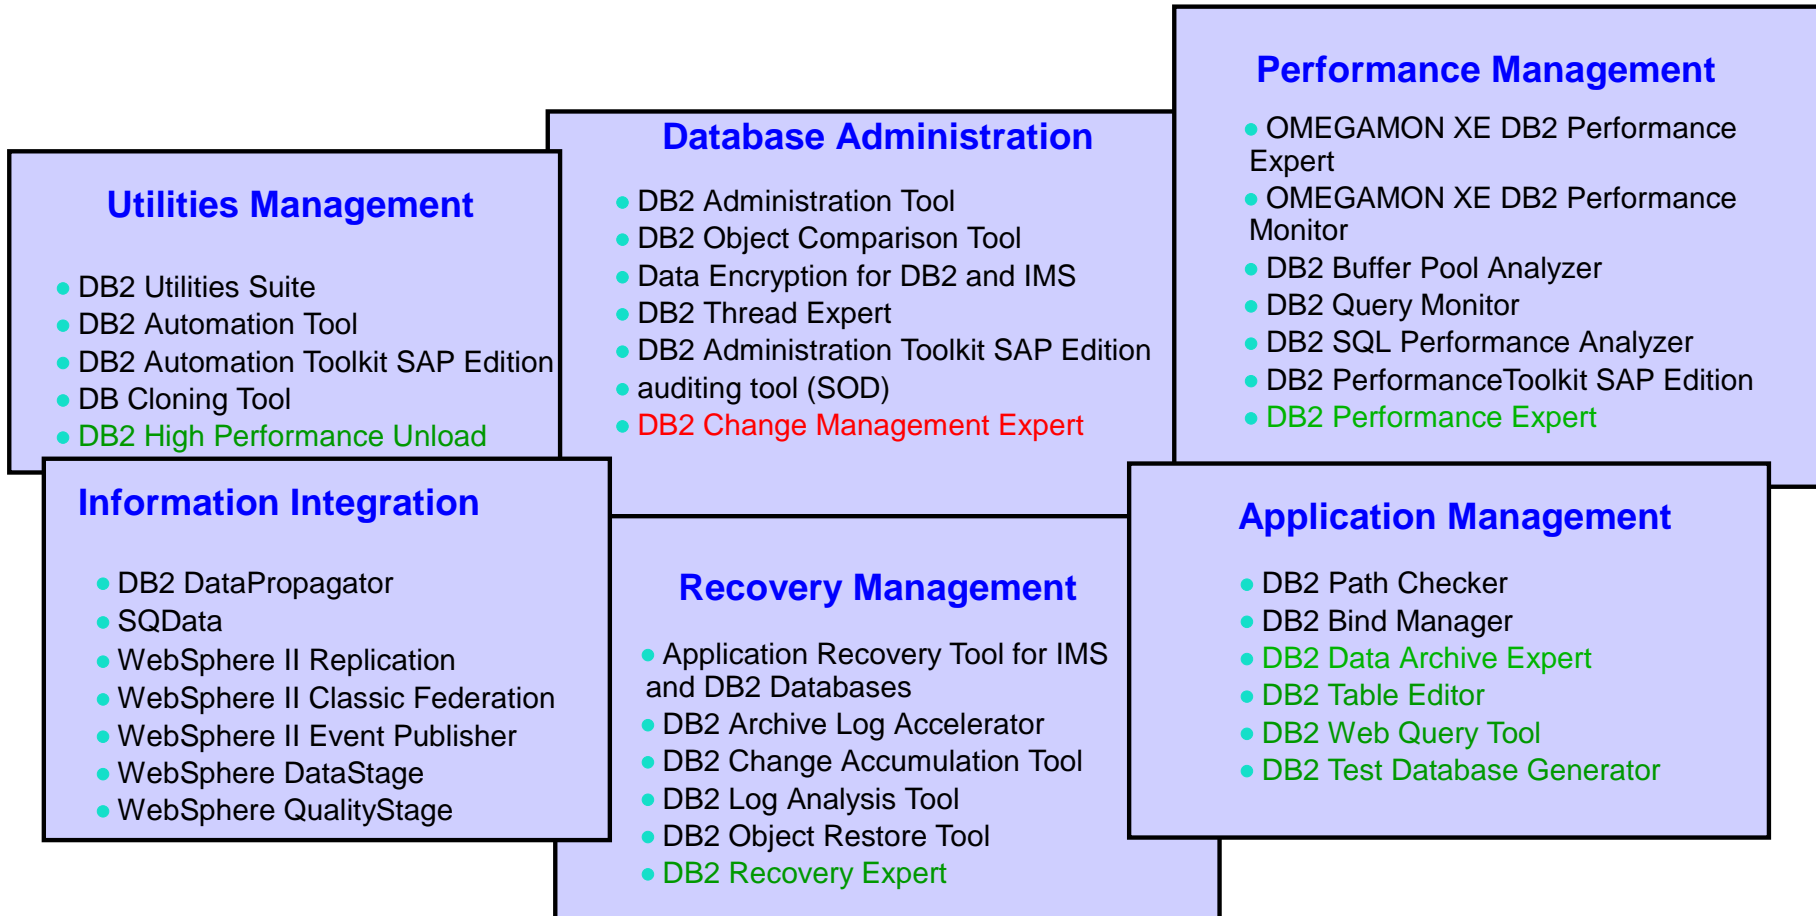 Utilities Management
DB2 Utilities Suite
DB2 Automation Tool
DB2 Automation Toolkit SAP Edition
DB Cloning Tool
DB2 High Performance Unload
Database Administration
DB2 Administration Tool
DB2 Object Comparison Tool
Data Encryption for DB2 and IMS
DB2 Thread Expert
DB2 Administration Toolkit SAP Edition
auditing tool (SOD)
DB2 Change Management Expert
Performance Management
OMEGAMON XE DB2 Performance
Expert
OMEGAMON XE DB2 Performance
Monitor
DB2 Buffer Pool Analyzer
DB2 Query Monitor
DB2 SQL Performance Analyzer
DB2 PerformanceToolkit SAP Edition
DB2 Performance Expert
Information Integration
DB2 DataPropagator
SQData
WebSphere II Replication
WebSphere II Classic Federation
WebSphere II Event Publisher
WebSphere DataStage
WebSphere QualityStage
Recovery Management
Application Recovery Tool for IMS
and DB2 Databases
DB2 Archive Log Accelerator
DB2 Change Accumulation Tool
DB2 Log Analysis Tool
DB2 Object Restore Tool
DB2 Recovery Expert
Application Management
DB2 Path Checker
DB2 Bind Manager
DB2 Data Archive Expert
DB2 Table Editor
DB2 Web Query Tool
DB2 Test Database Generator